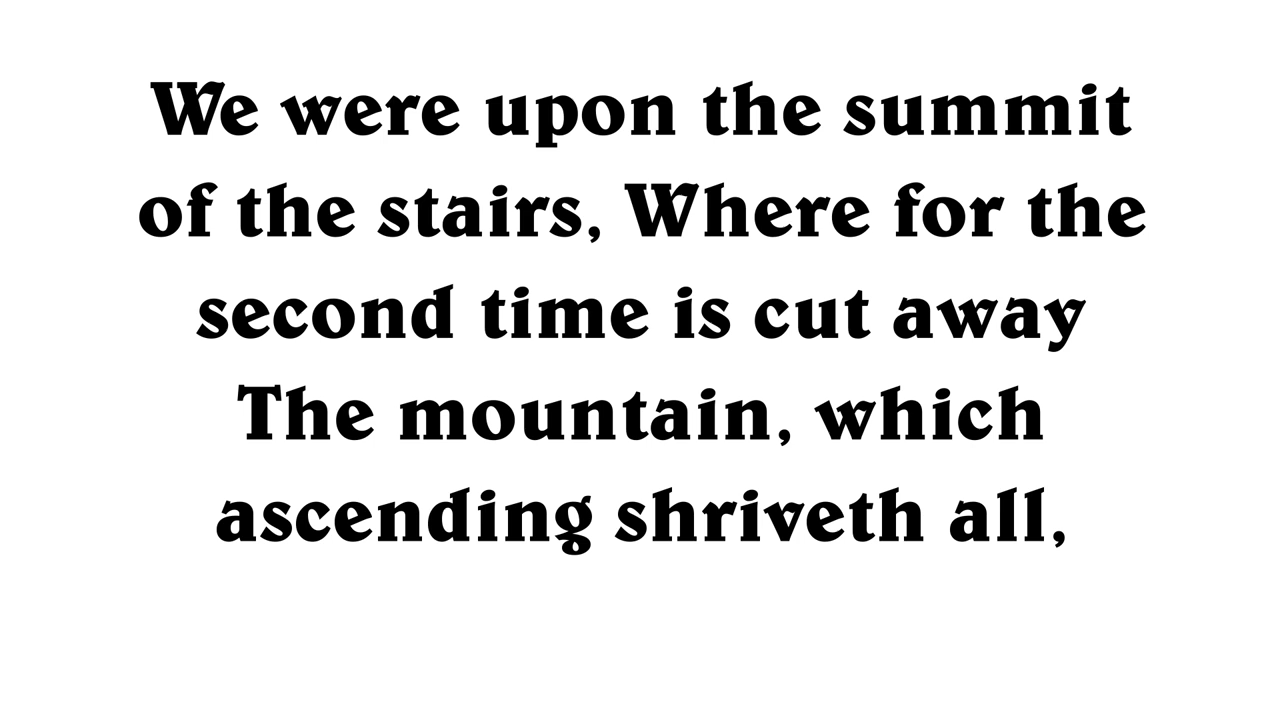 We were upon the summit
of the stairs, Where for the
second time is cut away
The mountain, which
ascending shriveth all,